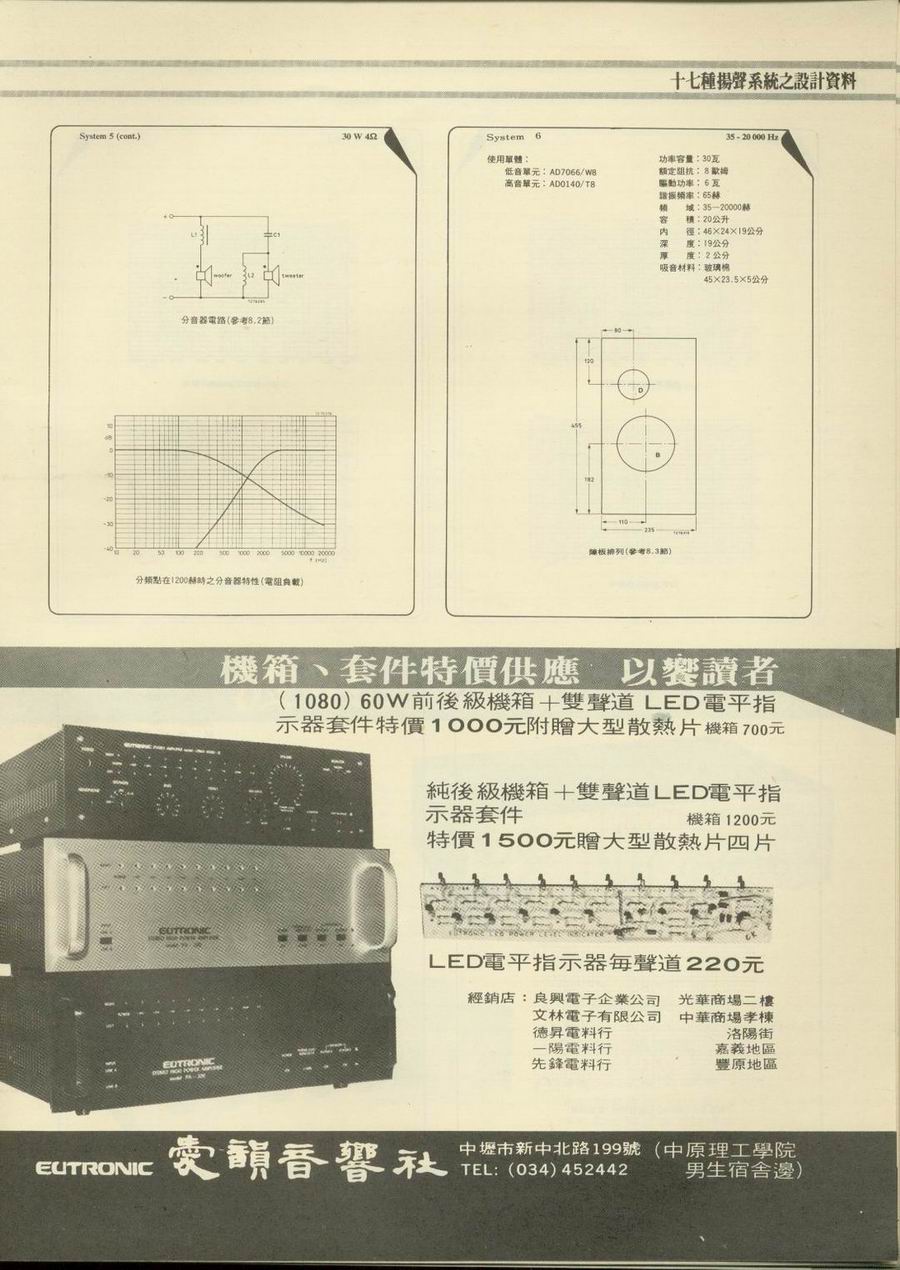 十七種揚聲系統之設計資料
System 5 (cont.)
30 W 4Ω
+
L1
C1
woofer
L2
tweeter
-
7Z78295
分音器電路(參考8.2節)
10
dB
0
-10
-20
-30
-40
10 20 50 100 200 500 1000 2000 5000 10000 20000
f (Hz)
分頻點在1200赫時之分音器特性(電阻負載)
System 6
35 - 20 000 Hz
使用單體：
低音單元：AD7066/W8
高音單元：AD0140/T8
功率容量：30瓦
額定阻抗：8歐姆
驅動功率：6瓦
諧振頻率：65赫
頻 域：35－20000赫
容 積：20公升
內 徑：46×24×19公分
深 度：19公分
厚 度：2公分
吸音材料：玻璃棉
45×23.5×5公分
80
120
D
455
B
182
110
235
障板排列(參考8.3節)
機箱、套件特價供應 以饗讀者
(1080) 60W前後級機箱＋雙聲道 LED電平指
示器套件特價1000元附贈大型散熱片 機箱700元
純後級機箱＋雙聲道LED電平指
示器套件 機箱1200元
特價1500元贈大型散熱片四片
EUTRONIC
STEREO HIGH POWER AMPLIFIER
EUTRONIC LED POWER LEVEL INDICATER
LED電平指示器每聲道220元
EUTRONIC
STEREO HIGH POWER AMPLIFIER
經銷店：良興電子企業公司 光華商場二樓
文林電子有限公司 中華商場孝棟
德昇電料行 洛陽街
一陽電料行 嘉義地區
先鋒電料行 豐原地區
EUTRONIC 愛韻音響社 中壢市新中北路199號 (中原理工學院
TEL: (034) 452442 男生宿舍邊)